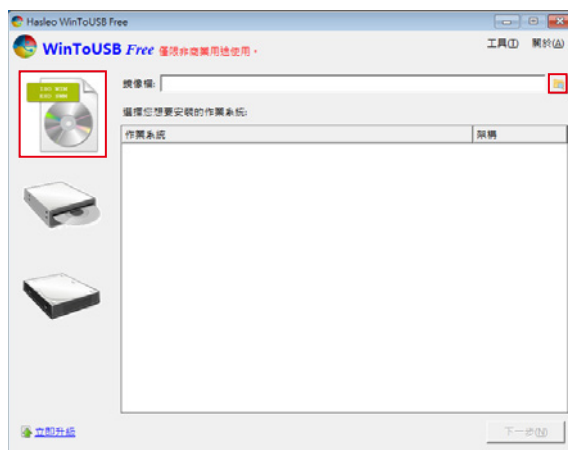 Hasleo WinToUSB Free
WinToUSB Free 僅限非商業用途使用。
工具(I) 關於(A)
鏡像檔:
選擇您想要安裝的作業系統:
作業系統 架構
立即升級
下一步(N)